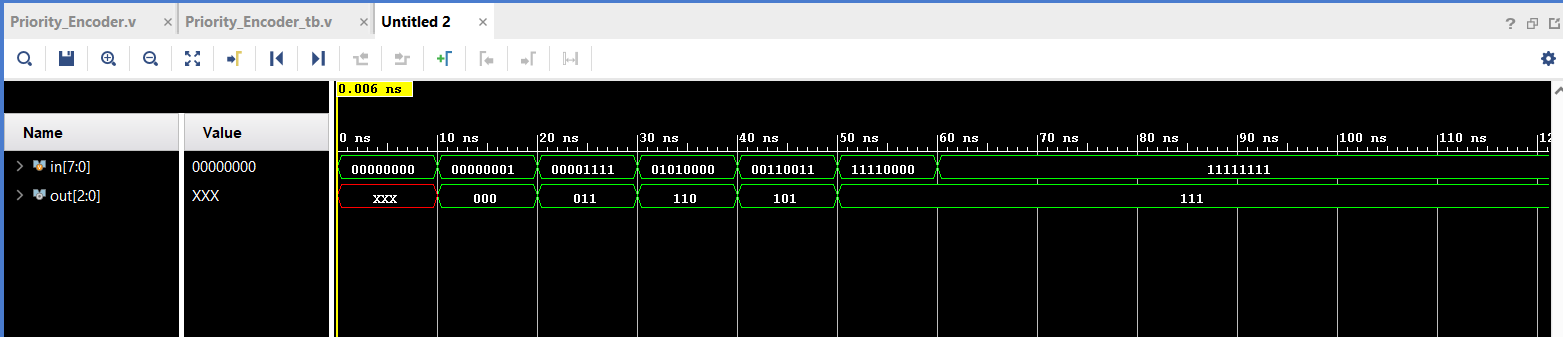 Priority_Encoder.v × Priority_Encoder_tb.v × Untitled 2 ×
?
0.006 ns
Name Value
0 ns 10 ns 20 ns 30 ns 40 ns 50 ns 60 ns 70 ns 80 ns 90 ns 100 ns 110 ns 12
in[7:0] 00000000 00000000 00000001 00001111 01010000 00110011 11110000 11111111
out[2:0] XXX XXX 000 011 110 101 111